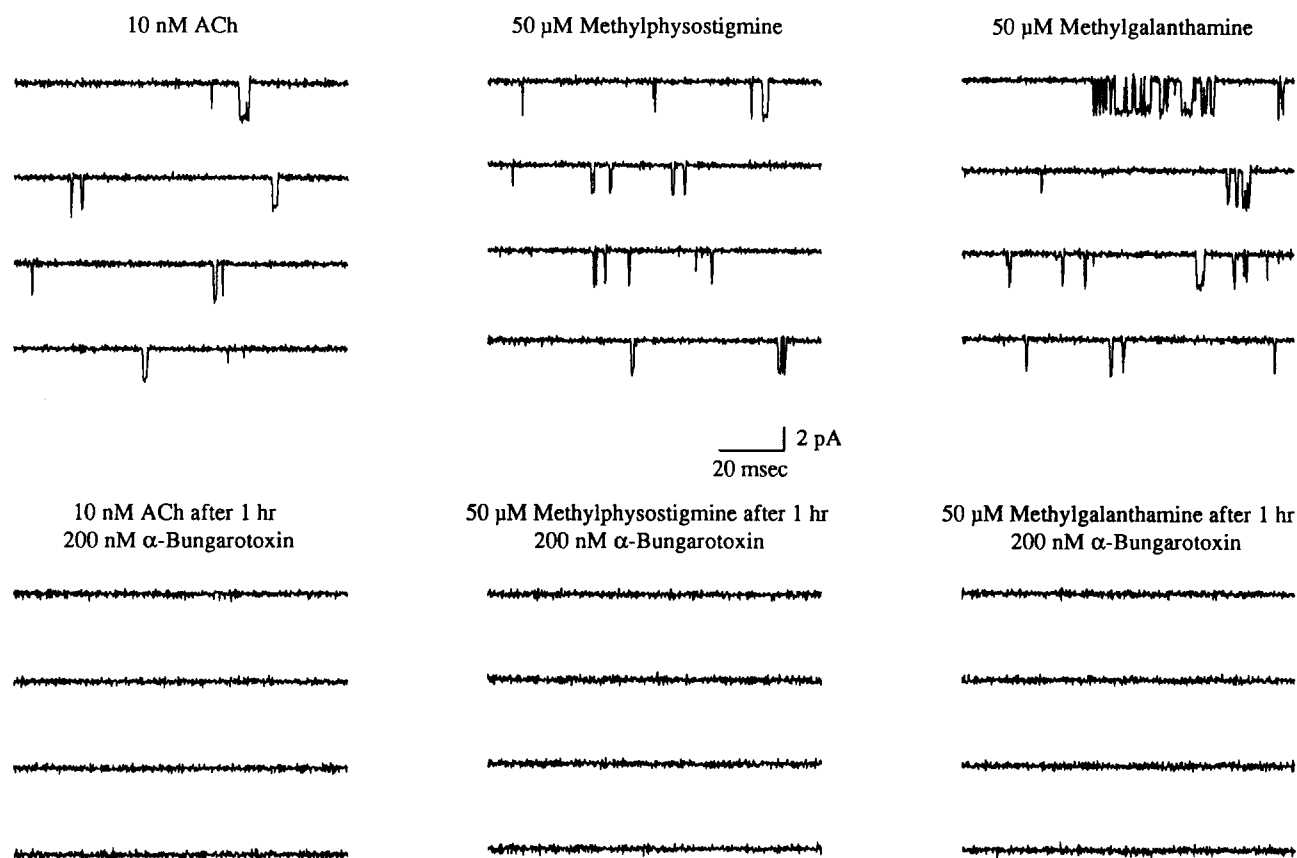 10 nM ACh
50 µM Methylphysostigmine
50 µM Methylgalanthamine
2 pA
20 msec
10 nM ACh after 1 hr
200 nM α-Bungarotoxin
50 µM Methylphysostigmine after 1 hr
200 nM α-Bungarotoxin
50 µM Methylgalanthamine after 1 hr
200 nM α-Bungarotoxin